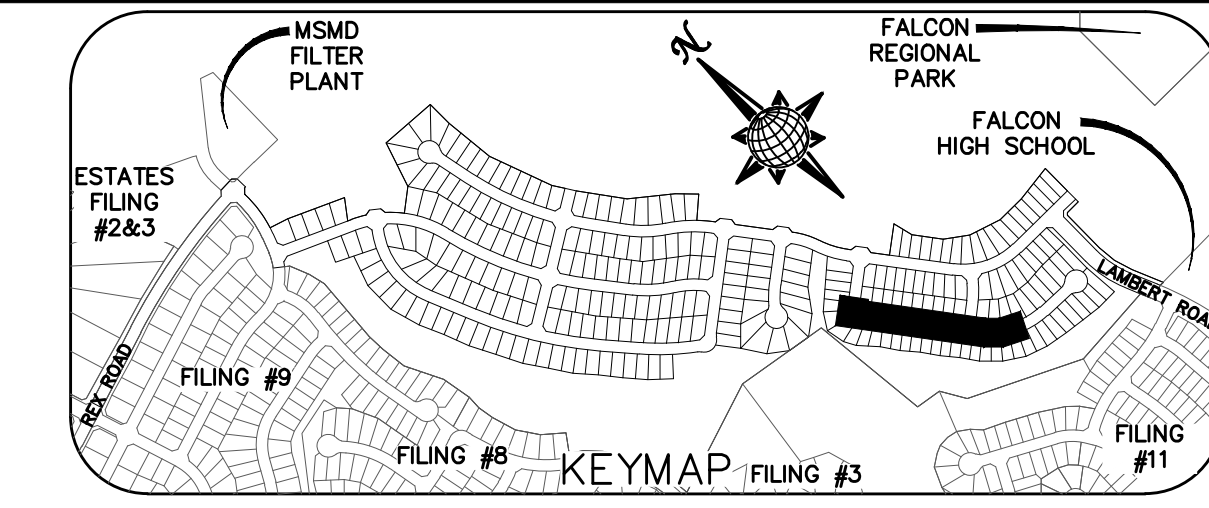 MSMD
FILTER
PLANT
N
FALCON
REGIONAL
PARK
FALCON
HIGH SCHOOL
ESTATES
FILING
#2&3
REX ROAD
LAMBERT ROA
FILING #9
FILING #8
KEYMAP
FILING #3
FILING
#11